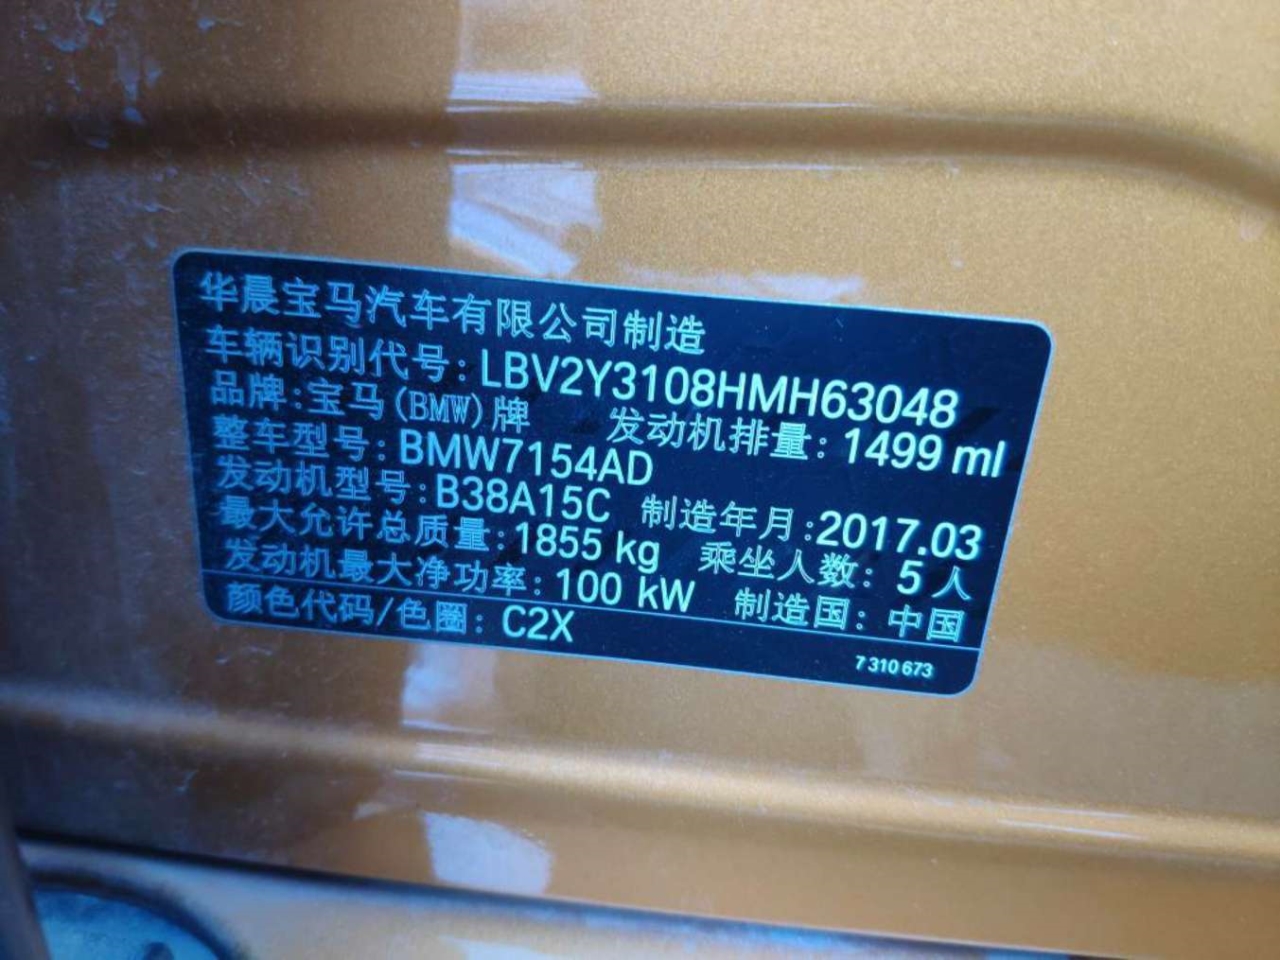 华晨宝马汽车有限公司制造
车辆识别代号:LBV2Y3108HMH63048
品牌:宝马(BMW)牌 发动机排量:1499 ml
整车型号:BMW7154AD
发动机型号:B38A15C 制造年月:2017.03
最大允许总质量:1855 kg 乘坐人数:5人
发动机最大净功率:100 kW 制造国:中国
颜色代码/色圈:C2X
7 310 673